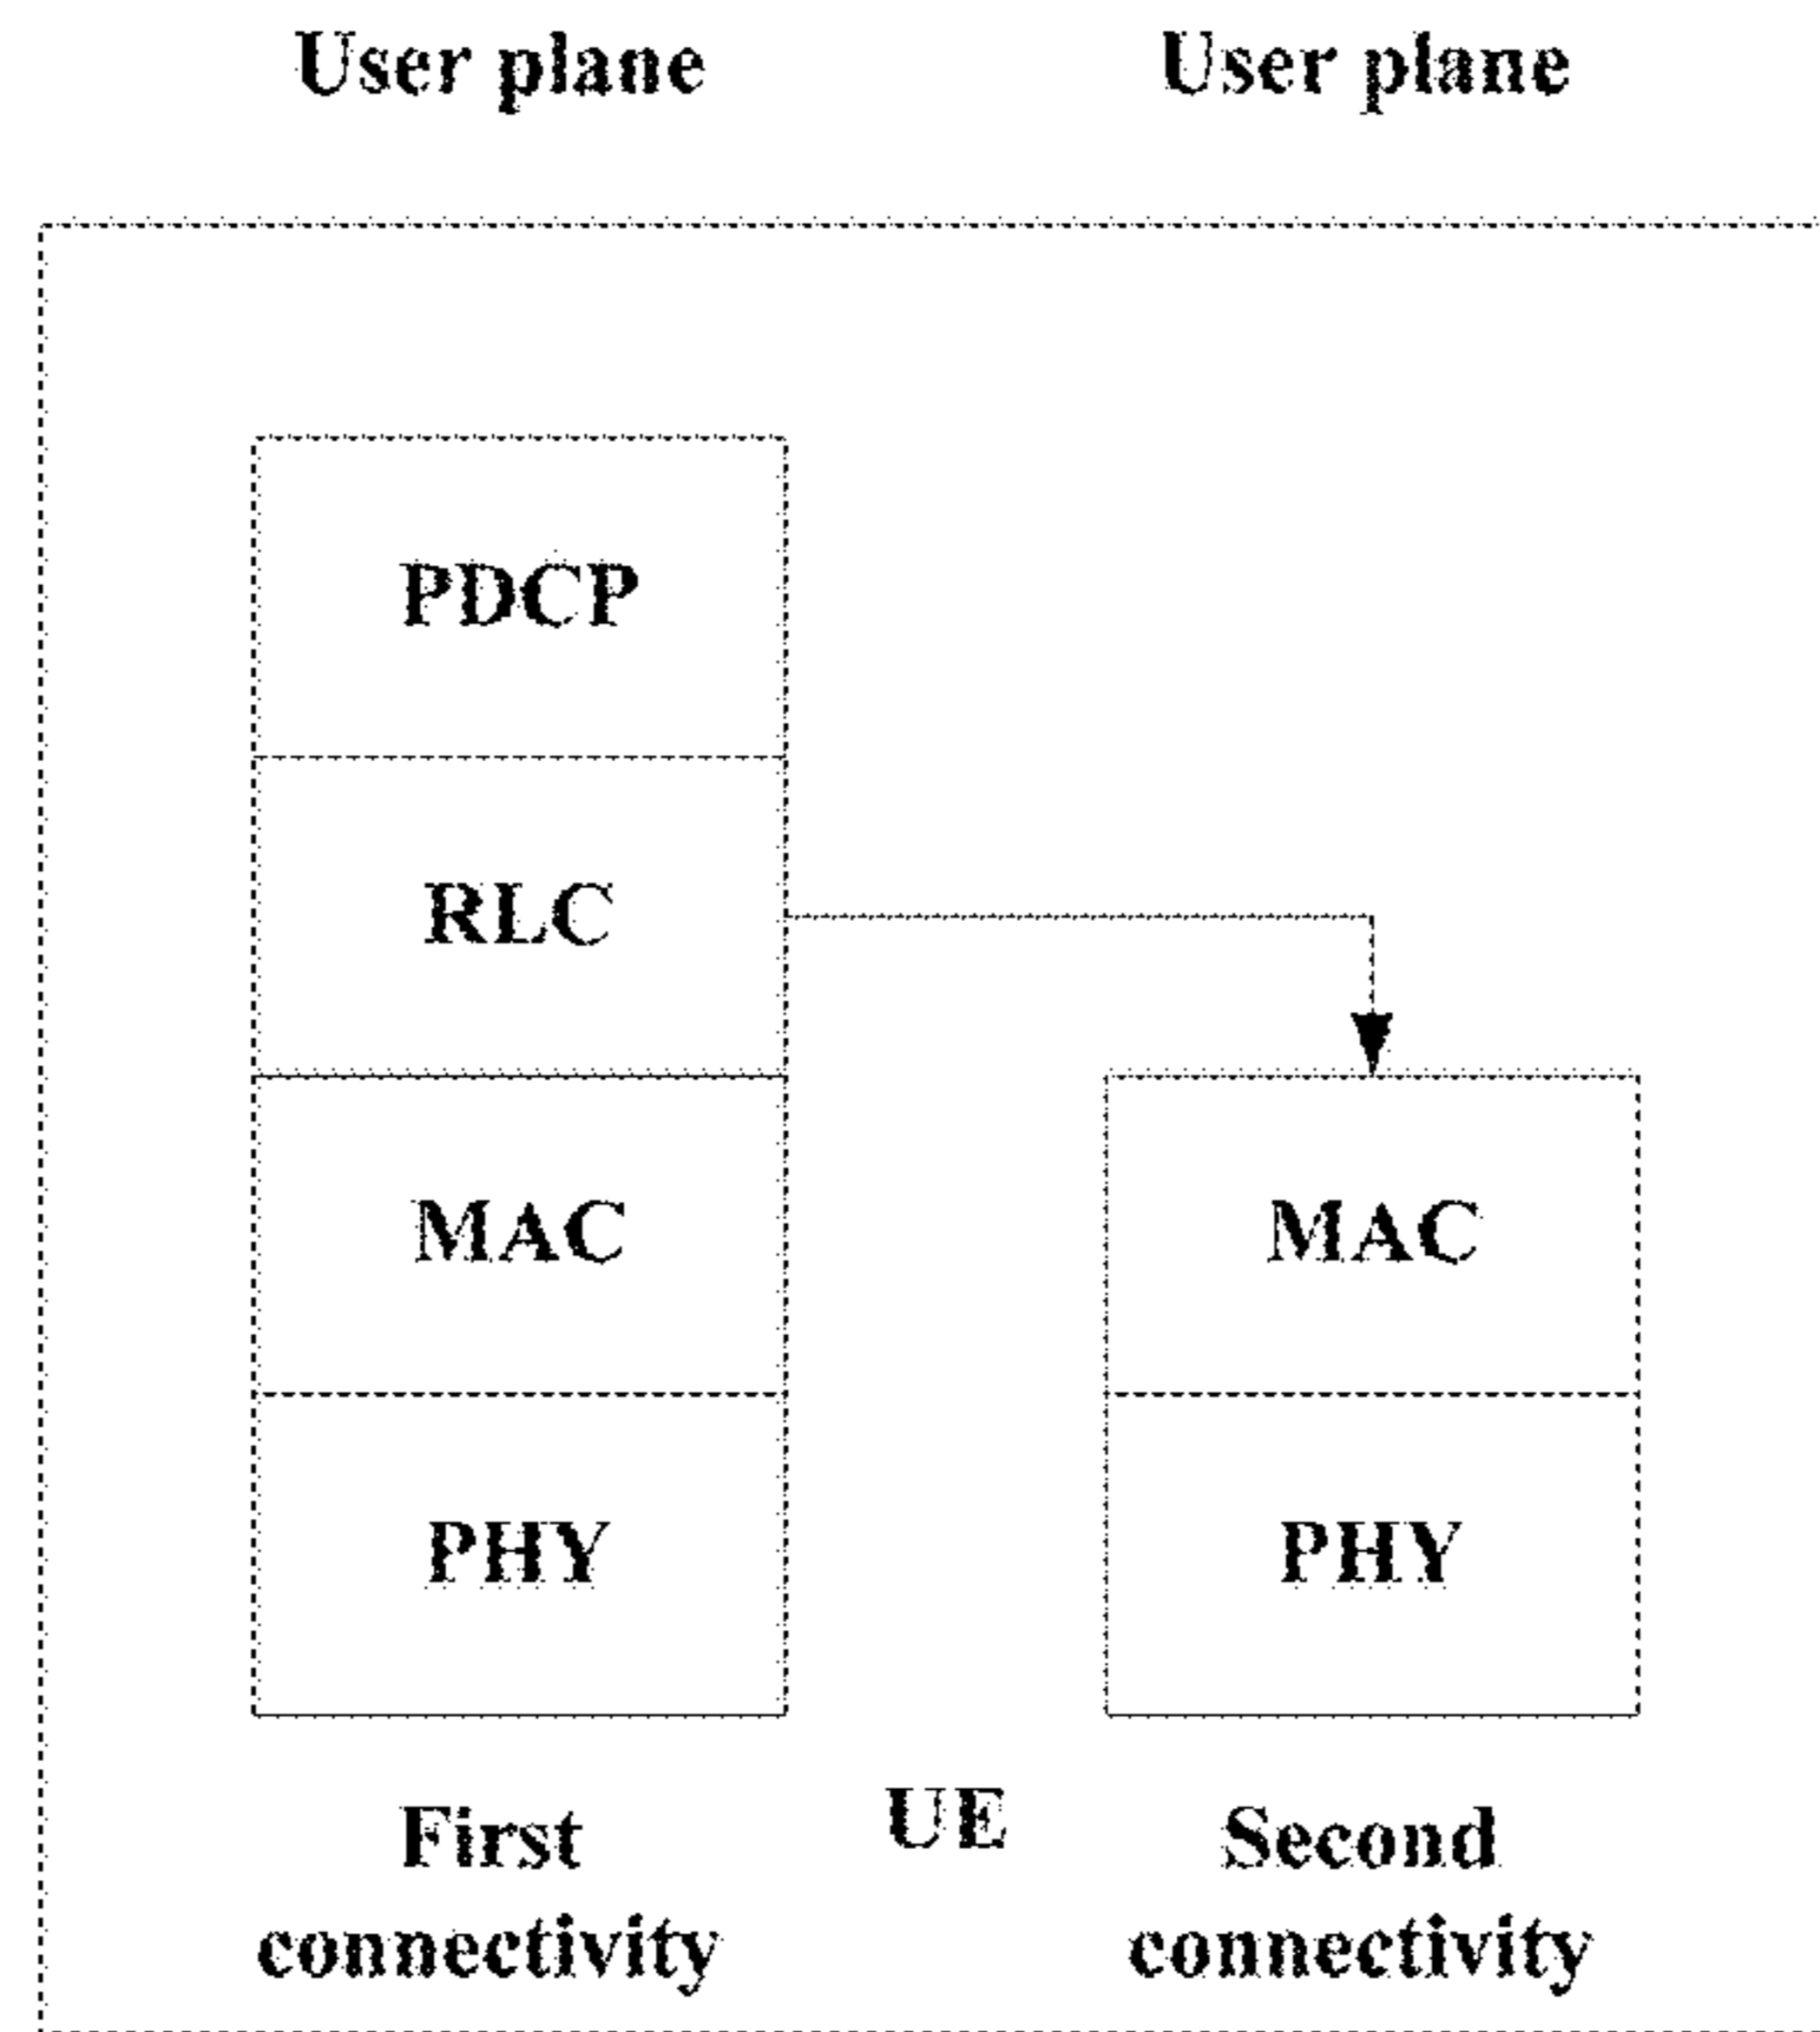 User plane
User plane
PDCP
RLC
MAC
MAC
PHY
PHY
UE
First
connectivity
Second
connectivity